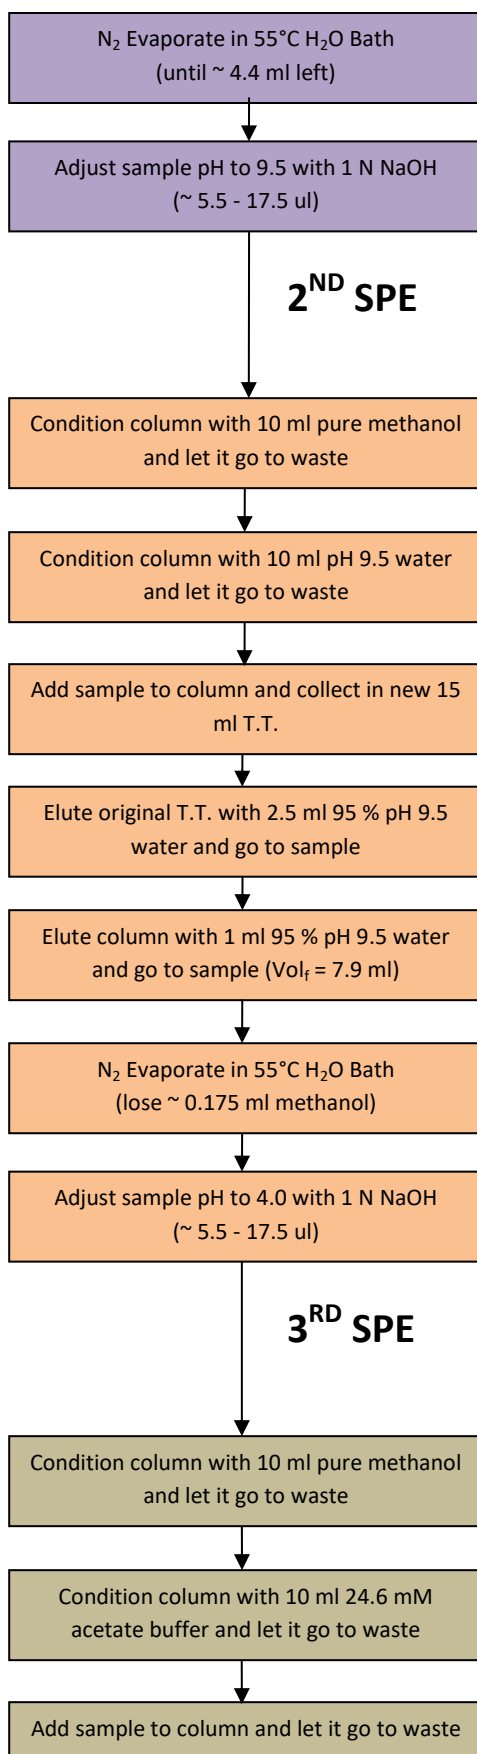 N₂ Evaporate in 55°C H₂O Bath
(until ~ 4.4 ml left)
Adjust sample pH to 9.5 with 1 N NaOH
(~ 5.5 - 17.5 ul)
2ᴺᴰ SPE
Condition column with 10 ml pure methanol
and let it go to waste
Condition column with 10 ml pH 9.5 water
and let it go to waste
Add sample to column and collect in new 15
ml T.T.
Elute original T.T. with 2.5 ml 95 % pH 9.5
water and go to sample
Elute column with 1 ml 95 % pH 9.5 water
and go to sample (Vol_f = 7.9 ml)
N₂ Evaporate in 55°C H₂O Bath
(lose ~ 0.175 ml methanol)
Adjust sample pH to 4.0 with 1 N NaOH
(~ 5.5 - 17.5 ul)
3ᴿᴰ SPE
Condition column with 10 ml pure methanol
and let it go to waste
Condition column with 10 ml 24.6 mM
acetate buffer and let it go to waste
Add sample to column and let it go to waste